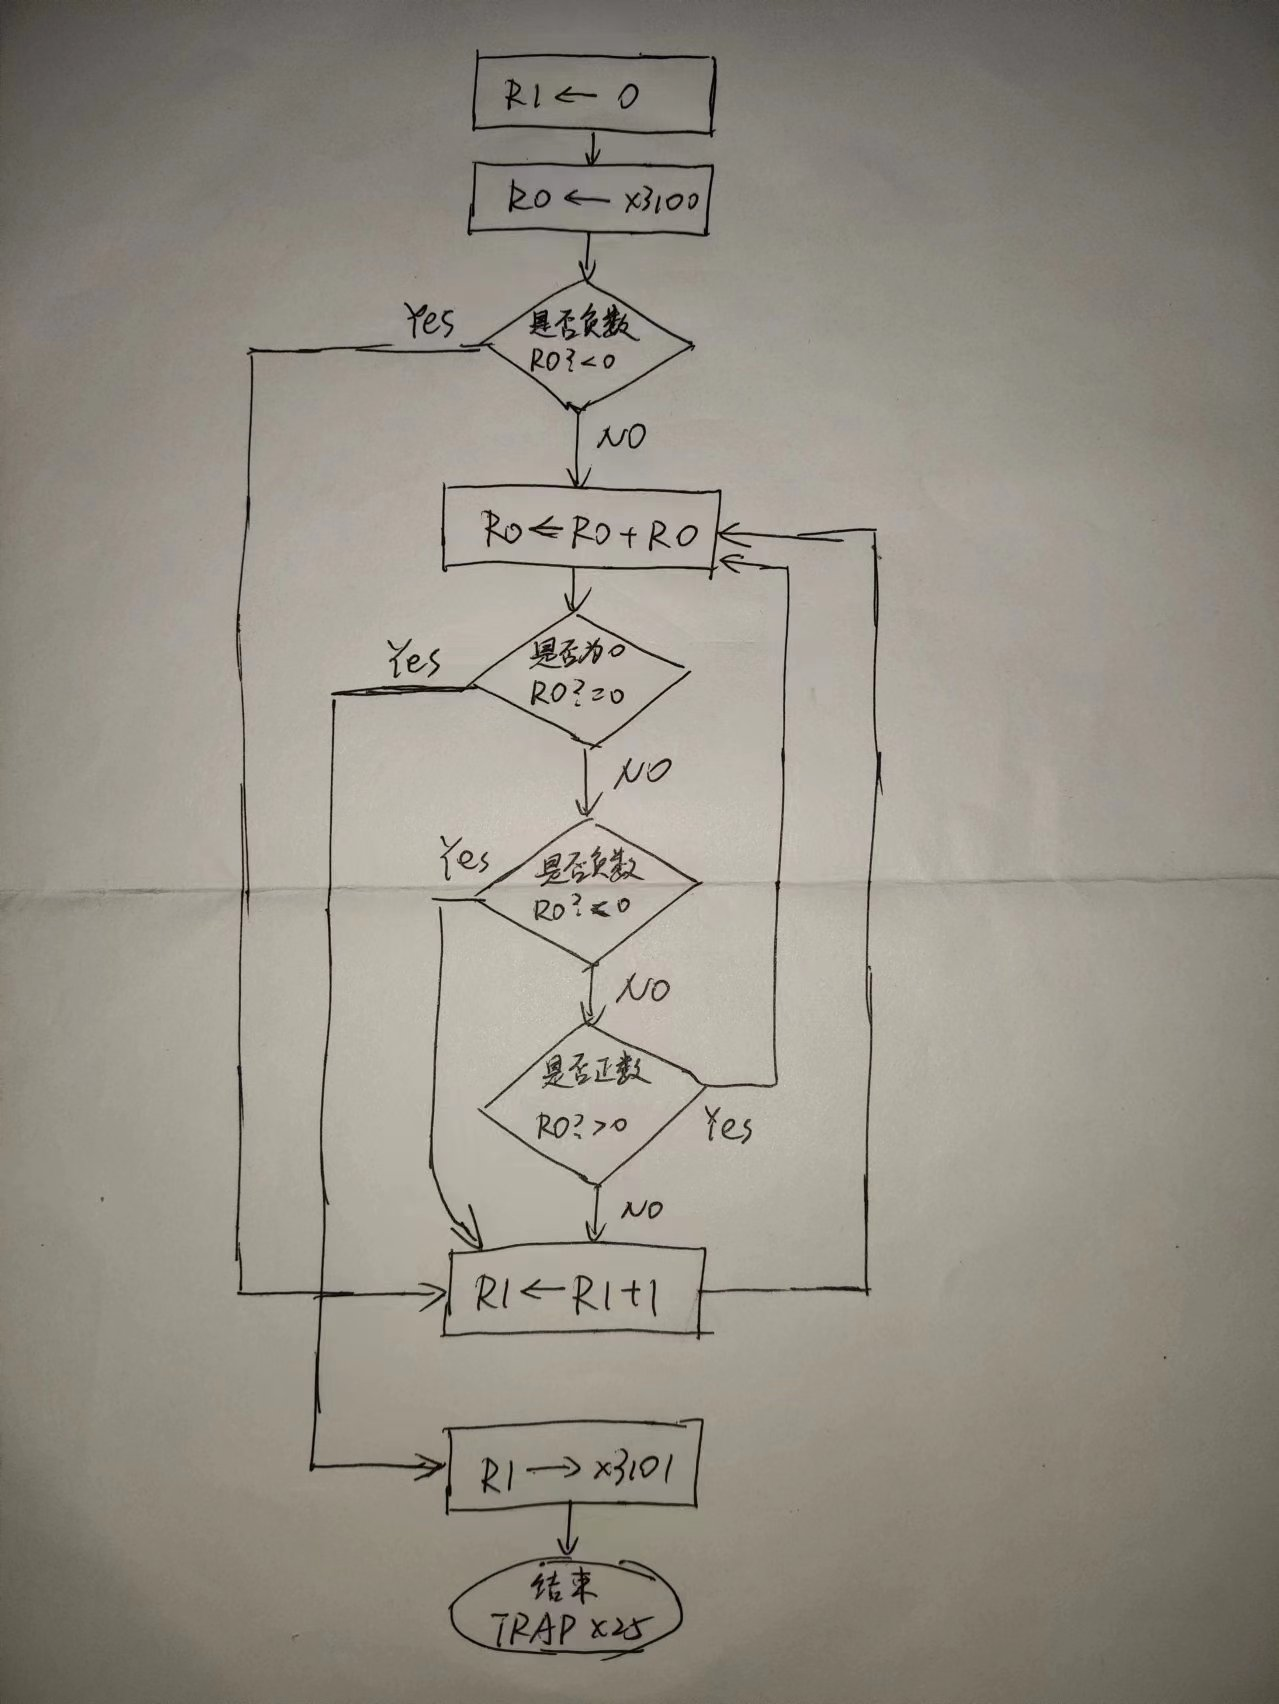 R1 ← 0
R0 ← x3100
是否负数
Yes
R0?<0
NO
R0 ← R0 + R0
是否为0
Yes
R0?=0
NO
Yes
是否负数
R0?<0
NO
是否正数
R0?>0
Yes
NO
R1 ← R1+1
R1 → x3101
结束
TRAP x25